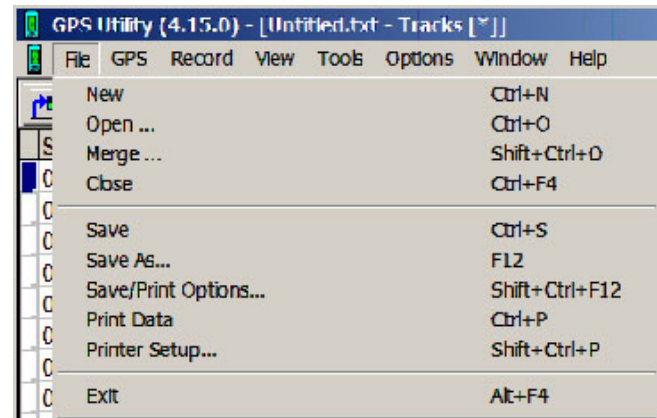 GPS Utility (4.15.0) - [Untitled.txt - Tracks [*]]
File GPS Record View Tools Options Window Help
New Ctrl+N
Open ... Ctrl+O
Merge ... Shift+Ctrl+O
Close Ctrl+F4
Save Ctrl+S
Save As... F12
Save/Print Options... Shift+Ctrl+F12
Print Data Ctrl+P
Printer Setup... Shift+Ctrl+P
Exit Alt+F4